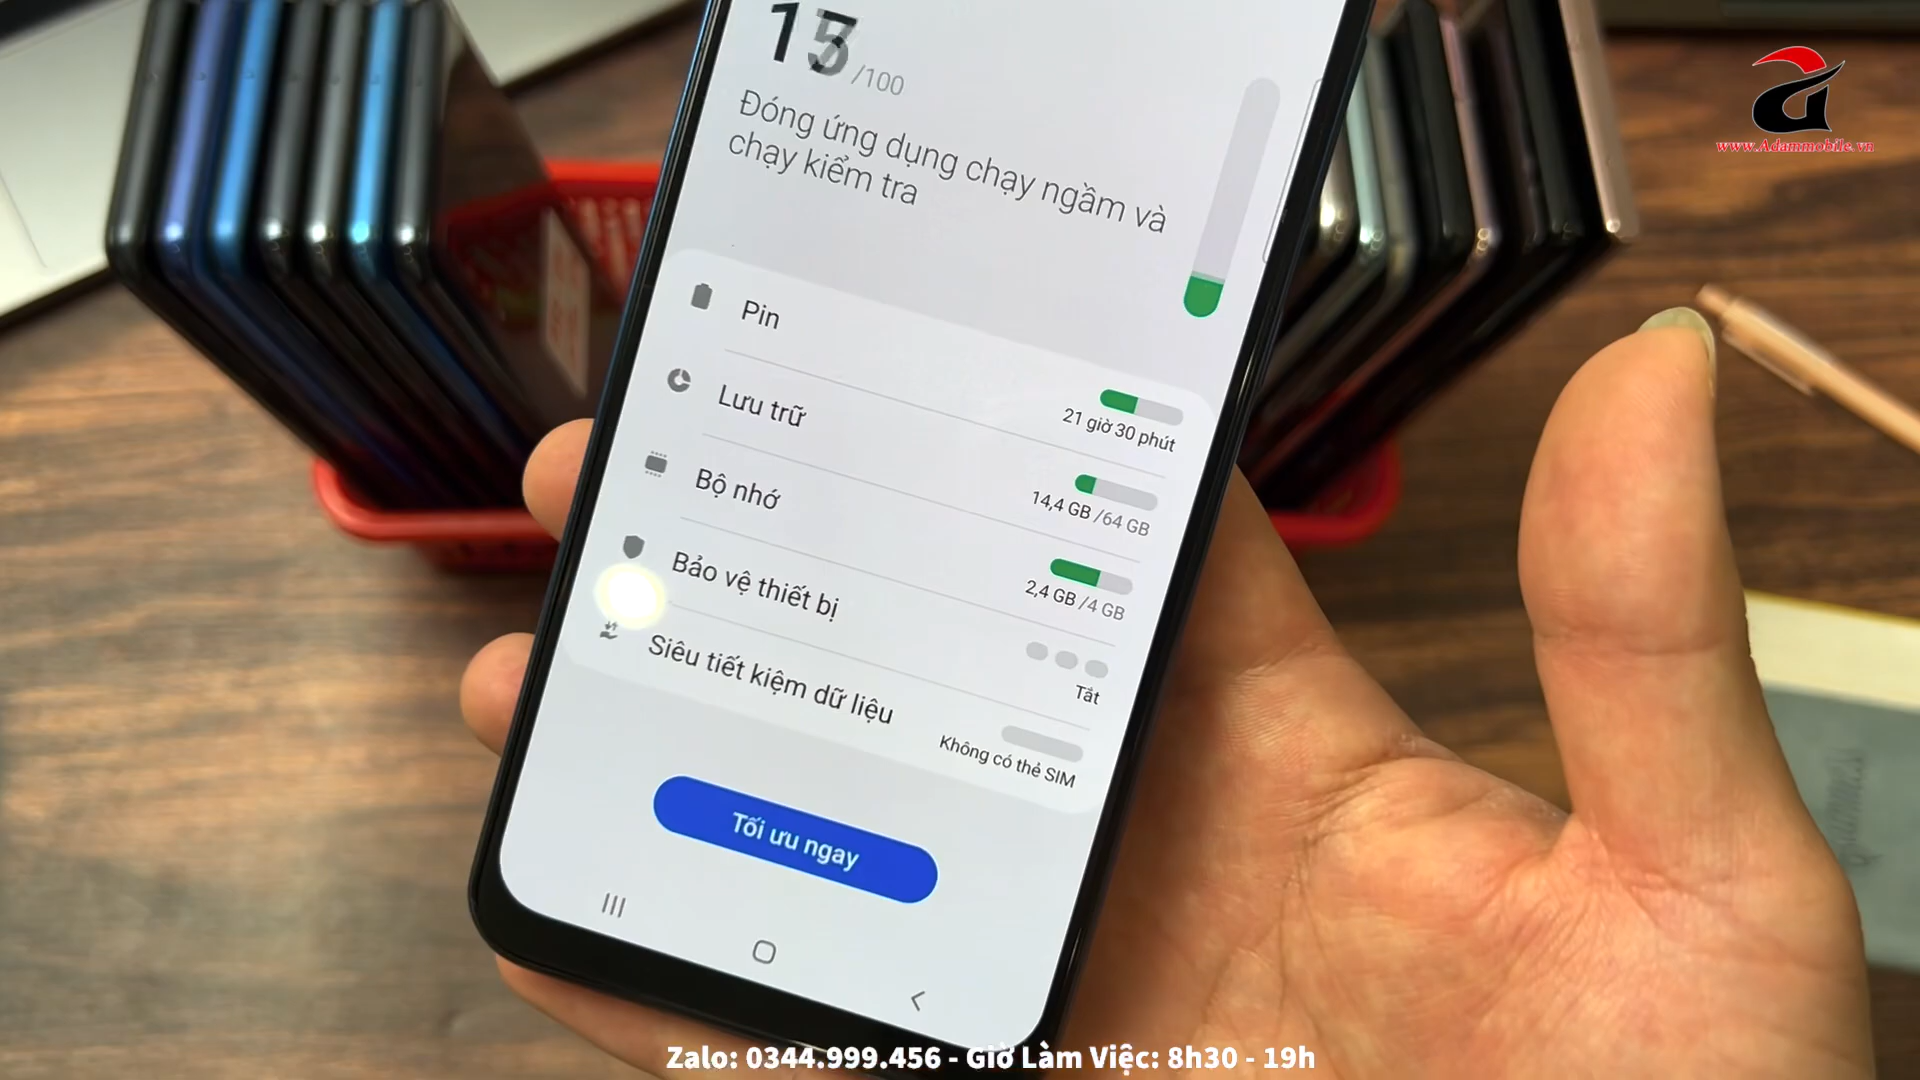 www.Adammobile.vn
/100
Đóng ứng dụng chạy ngầm và
chạy kiểm tra
Pin
21 giờ 30 phút
Lưu trữ
14,4 GB /64 GB
Bộ nhớ
2,4 GB /4 GB
Bảo vệ thiết bị
Tắt
Siêu tiết kiệm dữ liệu
Không có thẻ SIM
Tối ưu ngay
Zalo: 0344.999.456 - Giờ Làm Việc: 8h30 - 19h